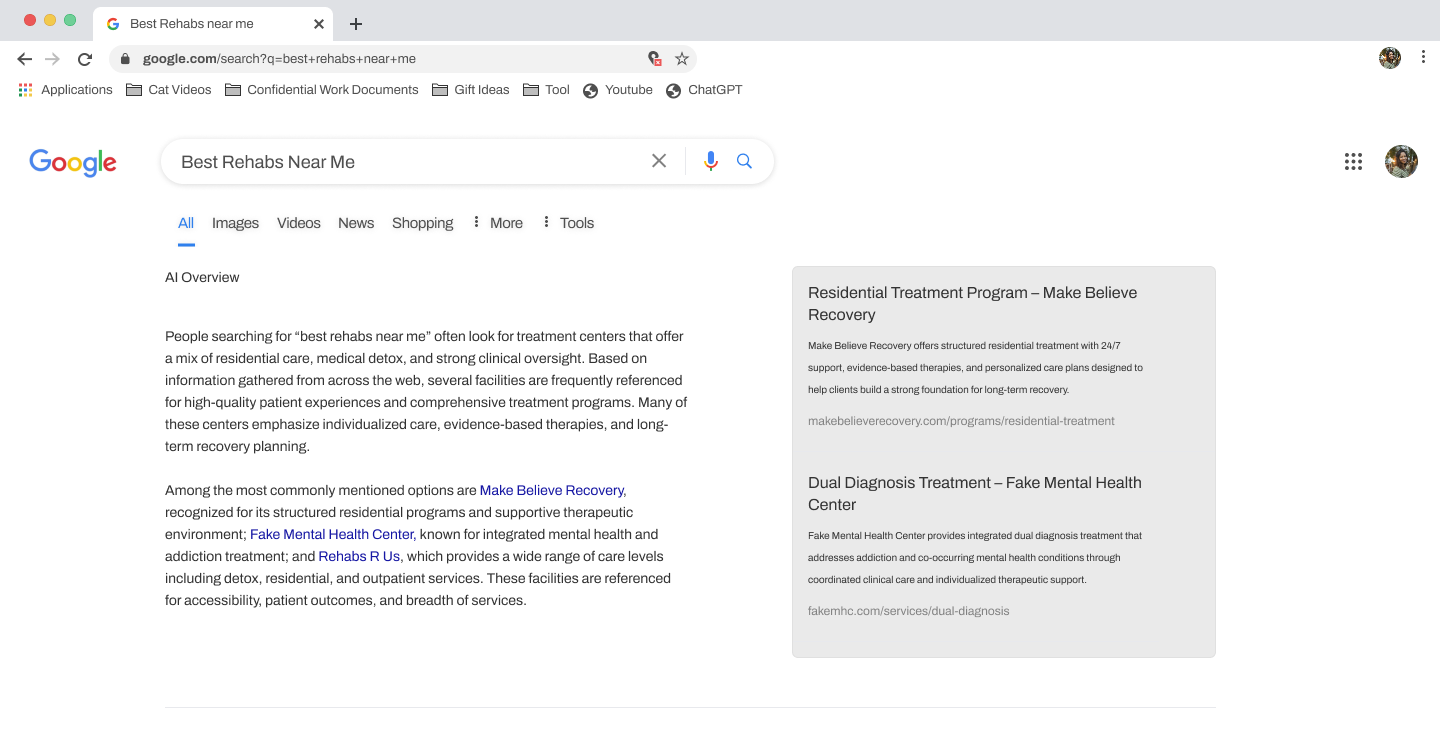 Best Rehabs near me
google.com/search?q=best+rehabs+near+me
Applications Cat Videos Confidential Work Documents Gift Ideas Tool Youtube ChatGPT
Google
Best Rehabs Near Me
All Images Videos News Shopping More Tools
AI Overview
People searching for “best rehabs near me” often look for treatment centers that offer
a mix of residential care, medical detox, and strong clinical oversight. Based on
information gathered from across the web, several facilities are frequently referenced
for high-quality patient experiences and comprehensive treatment programs. Many of
these centers emphasize individualized care, evidence-based therapies, and long-
term recovery planning.
Among the most commonly mentioned options are Make Believe Recovery,
recognized for its structured residential programs and supportive therapeutic
environment; Fake Mental Health Center, known for integrated mental health and
addiction treatment; and Rehabs R Us, which provides a wide range of care levels
including detox, residential, and outpatient services. These facilities are referenced
for accessibility, patient outcomes, and breadth of services.
Residential Treatment Program – Make Believe
Recovery
Make Believe Recovery offers structured residential treatment with 24/7
support, evidence-based therapies, and personalized care plans designed to
help clients build a strong foundation for long-term recovery.
makebelieverecovery.com/programs/residential-treatment
Dual Diagnosis Treatment – Fake Mental Health
Center
Fake Mental Health Center provides integrated dual diagnosis treatment that
addresses addiction and co-occurring mental health conditions through
coordinated clinical care and individualized therapeutic support.
fakemhc.com/services/dual-diagnosis